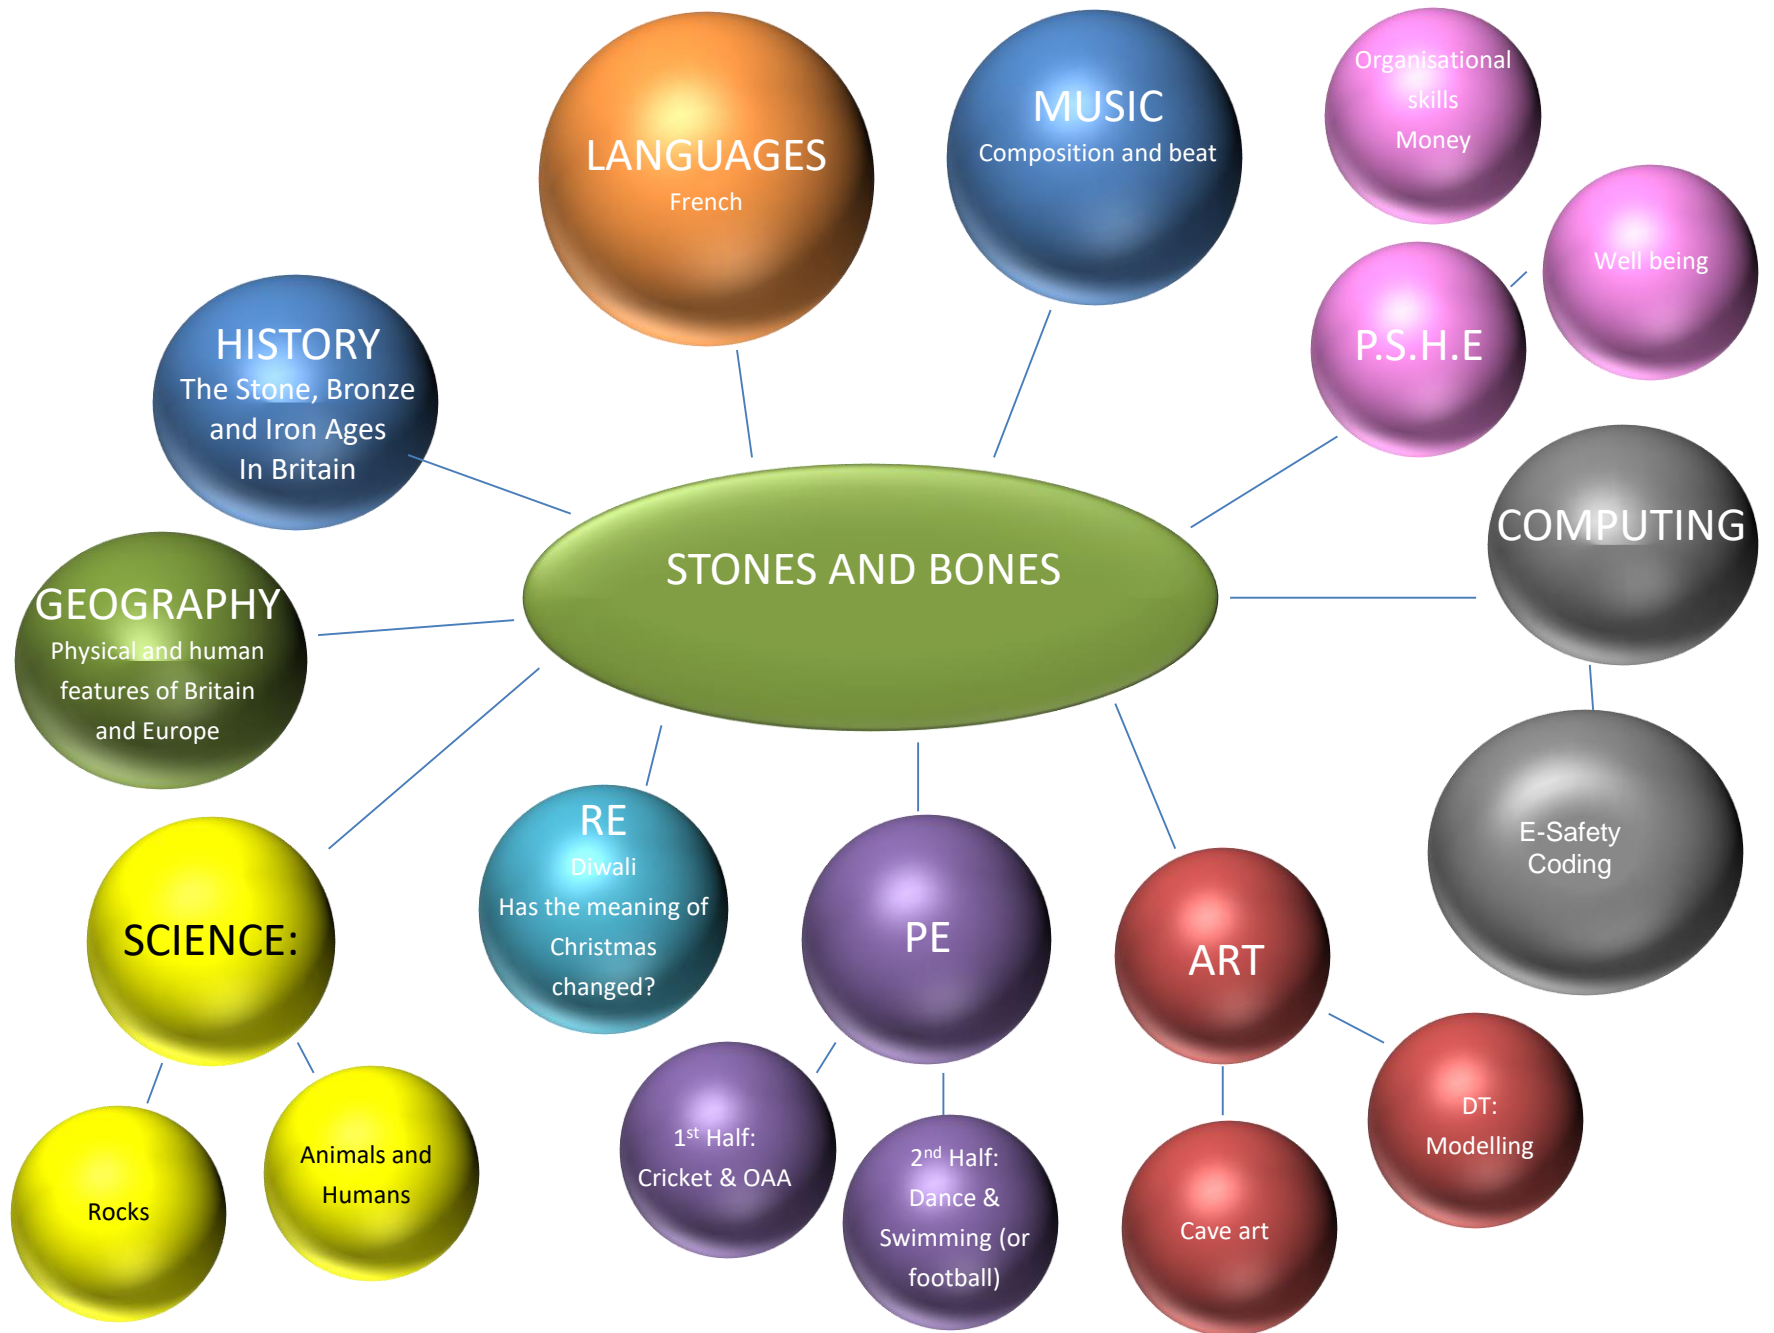 LANGUAGES
French
MUSIC
Composition and beat
Organisational
skills
Money
Well being
P.S.H.E
HISTORY
The Stone, Bronze
and Iron Ages
In Britain
COMPUTING
STONES AND BONES
GEOGRAPHY
Physical and human
features of Britain
and Europe
E-Safety
Coding
SCIENCE:
RE
Diwali
Has the meaning of
Christmas
changed?
PE
ART
Rocks
Animals and
Humans
1st Half:
Cricket & OAA
2nd Half:
Dance &
Swimming (or
football)
DT:
Modelling
Cave art